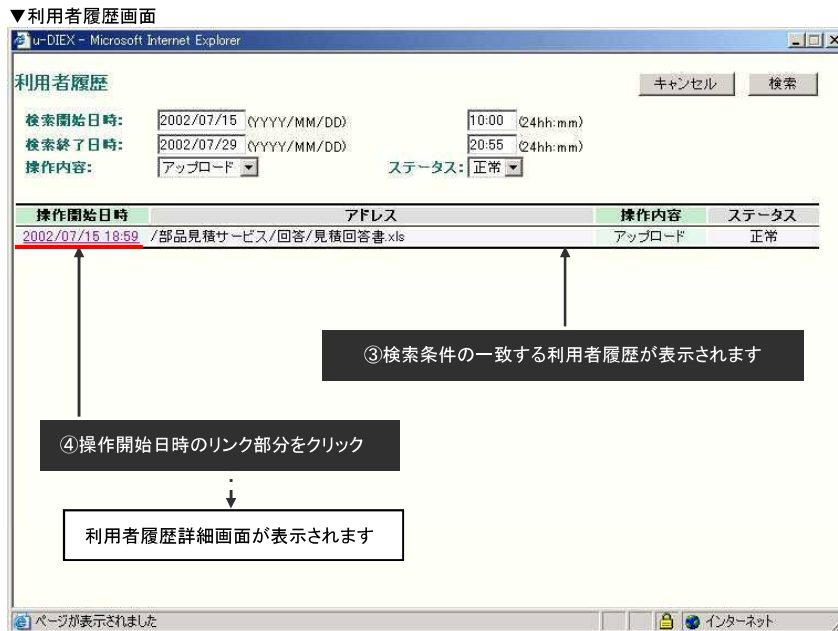 ▼利用者履歴画面
u-DIEX - Microsoft Internet Explorer
利用者履歴 キャンセル 検索
検索開始日時: 2002/07/15 (YYYY/MM/DD) 10:00 (24hh:mm)
検索終了日時: 2002/07/29 (YYYY/MM/DD) 20:55 (24hh:mm)
操作内容: アップロード ステータス: 正常
操作開始日時 アドレス 操作内容 ステータス
2002/07/15 18:59 /部品見積サービス/回答/見積回答書.xls アップロード 正常
③検索条件の一致する利用者履歴が表示されます
④操作開始日時のリンク部分をクリック
利用者履歴詳細画面が表示されます
ページが表示されました インターネット